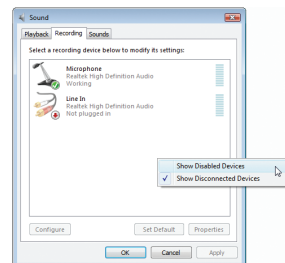 Sound
Playback Recording Sounds
Select a recording device below to modify its settings:
Microphone
Realtek High Definition Audio
Working
Line In
Realtek High Definition Audio
Not plugged in
Show Disabled Devices
Show Disconnected Devices
Configure Set Default Properties
OK Cancel Apply